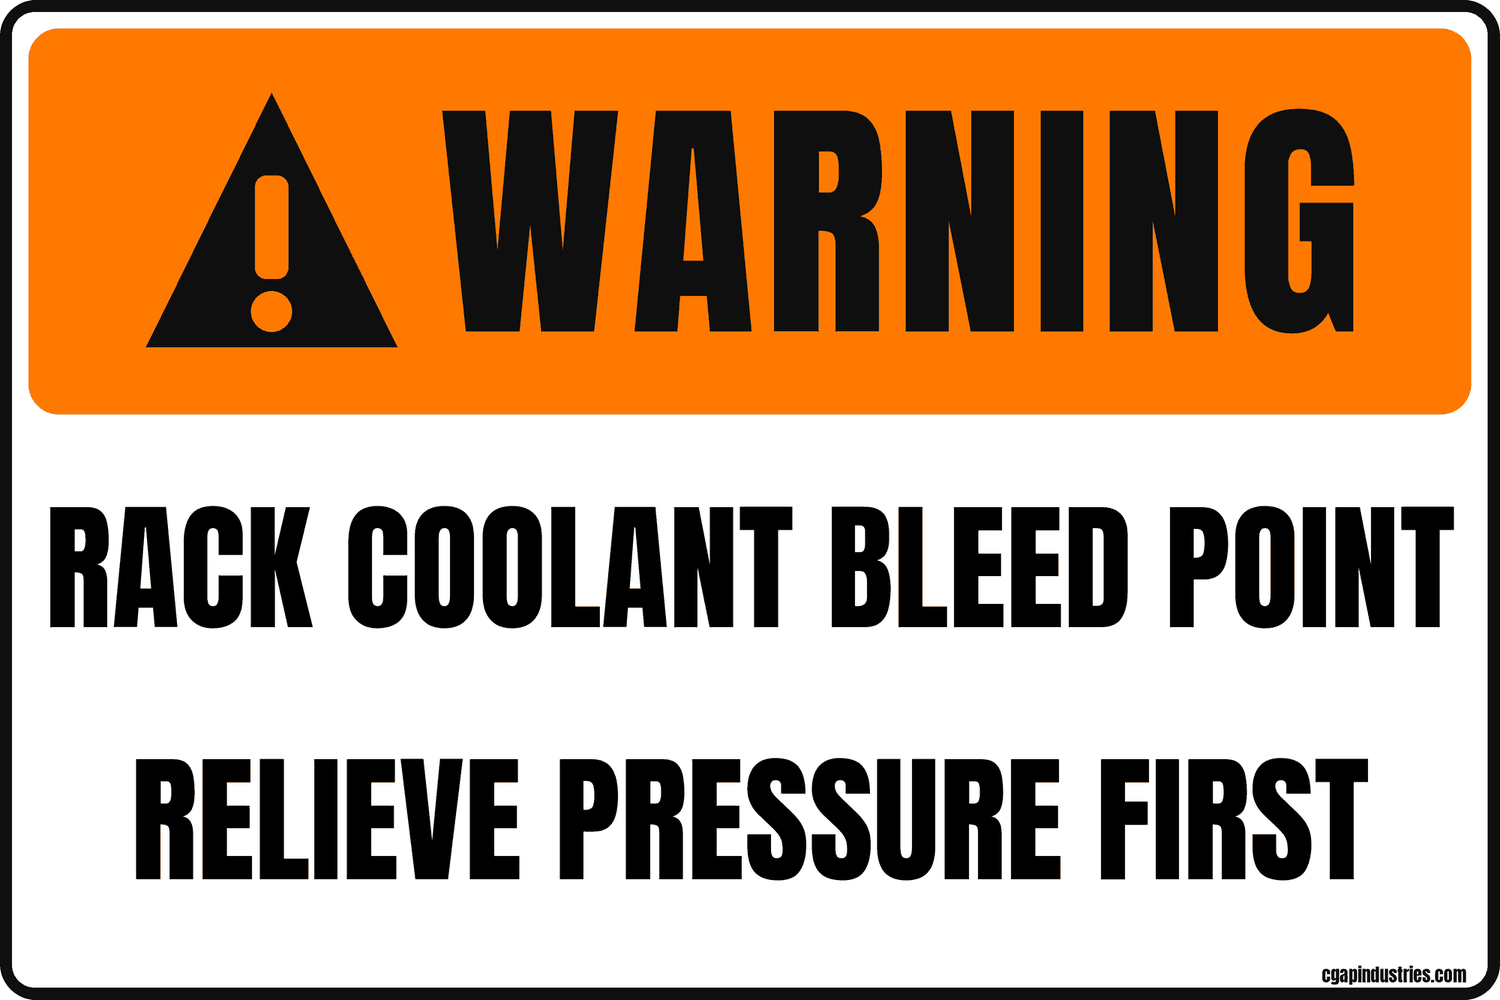 WARNING
RACK COOLANT BLEED POINT
RELIEVE PRESSURE FIRST
cgapindustries.com